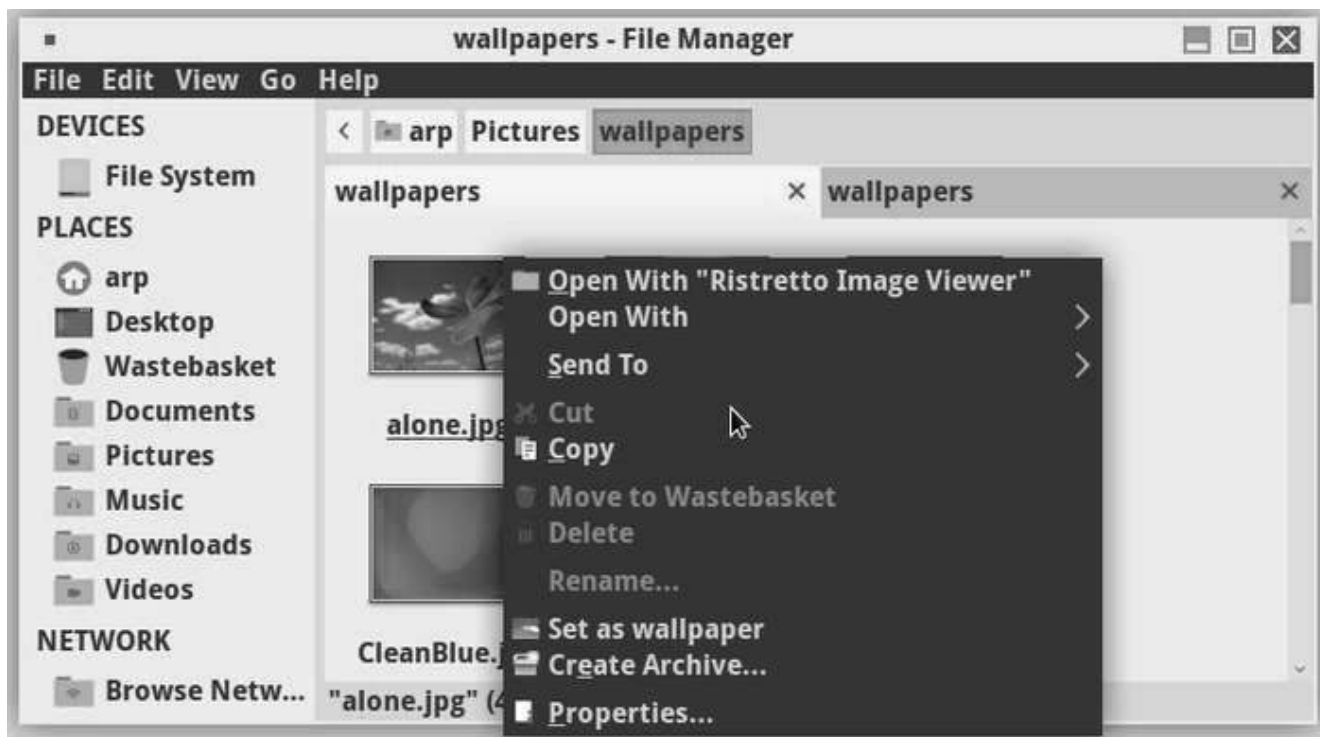 wallpapers - File Manager
File Edit View Go Help
DEVICES
File System
PLACES
arp
Desktop
Wastebasket
Documents
Pictures
Music
Downloads
Videos
NETWORK
Browse Netw...
arp Pictures wallpapers
wallpapers wallpapers
alone.jpg
CleanBlue.j
"alone.jpg" (4
Open With "Ristretto Image Viewer"
Open With
Send To
Cut
Copy
Move to Wastebasket
Delete
Rename...
Set as wallpaper
Create Archive...
Properties...